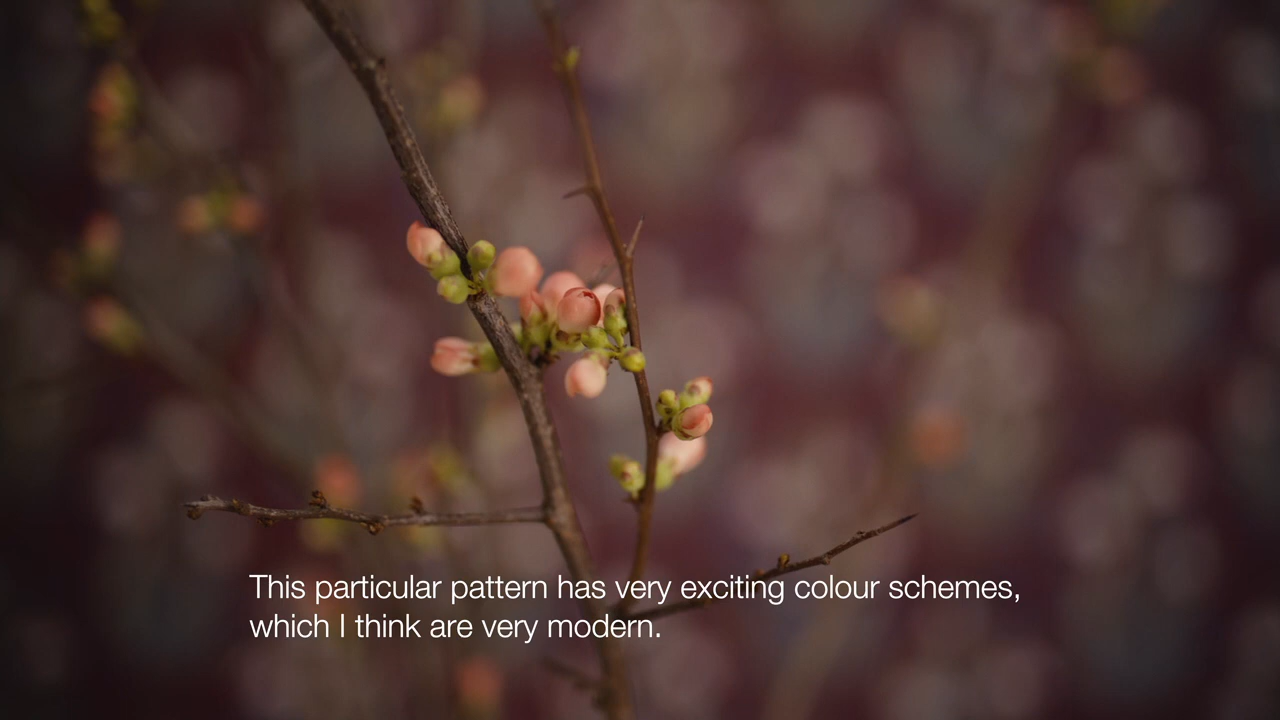 This particular pattern has very exciting colour schemes,
which I think are very modern.